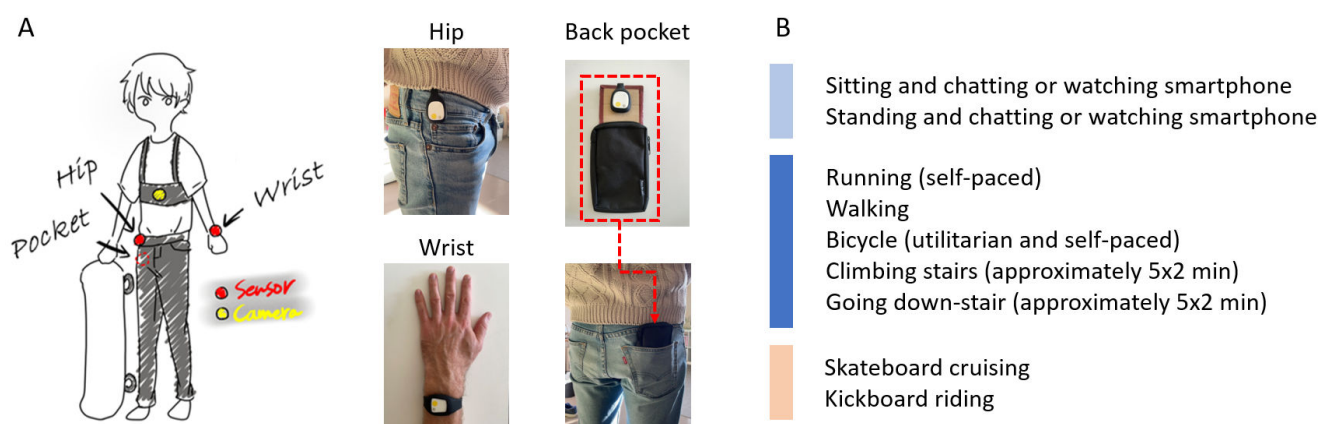 A
Hip
Pocket
Wrist
Sensor
Camera
Hip
Back pocket
Wrist
B
Sitting and chatting or watching smartphone
Standing and chatting or watching smartphone
Running (self-paced)
Walking
Bicycle (utilitarian and self-paced)
Climbing stairs (approximately 5x2 min)
Going down-stair (approximately 5x2 min)
Skateboard cruising
Kickboard riding